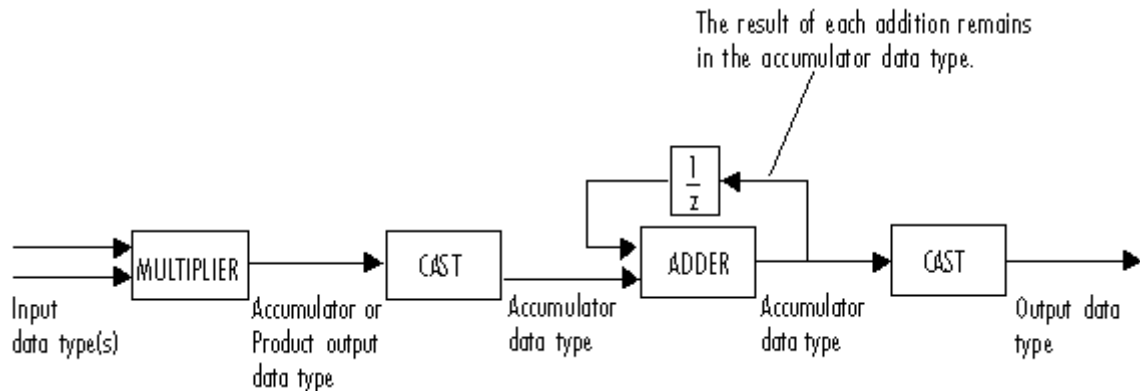 The result of each addition remains
in the accumulator data type.
1
z
MULTIPLIER
CAST
ADDER
CAST
Input
data type(s)
Accumulator or
Product output
data type
Accumulator
data type
Accumulator
data type
Output data
type